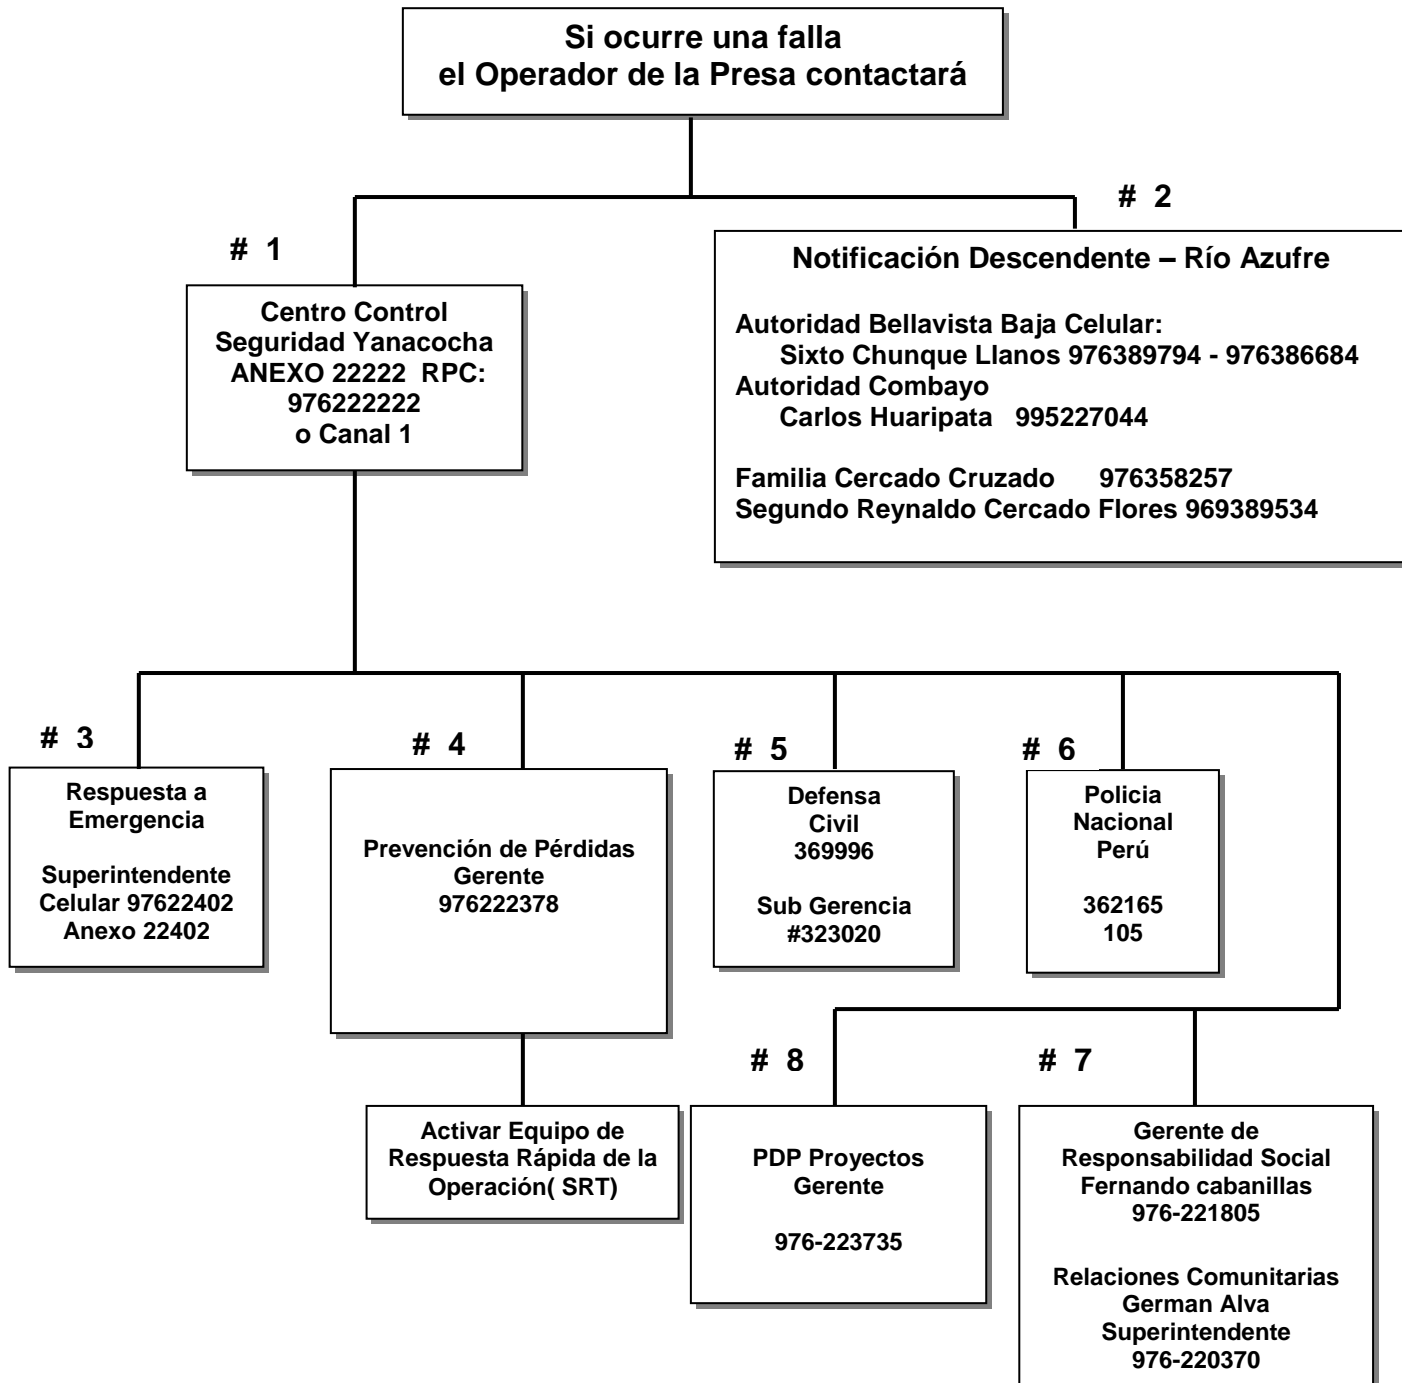 Si ocurre una falla
el Operador de la Presa contactará
# 2
# 1
Notificación Descendente – Río Azufre
Autoridad Bellavista Baja Celular:
Sixto Chunque Llanos 976389794 - 976386684
Autoridad Combayo
Carlos Huaripata 995227044
Familia Cercado Cruzado 976358257
Segundo Reynaldo Cercado Flores 969389534
Centro Control
Seguridad Yanacocha
ANEXO 22222 RPC:
976222222
o Canal 1
# 3
Respuesta a
Emergencia
Superintendente
Celular 97622402
Anexo 22402
# 4
Prevención de Pérdidas
Gerente
976222378
Activar Equipo de
Respuesta Rápida de la
Operación( SRT)
# 5
Defensa
Civil
369996
Sub Gerencia
#323020
# 6
Policia
Nacional
Perú
362165
105
# 8
PDP Proyectos
Gerente
976-223735
# 7
Gerente de
Responsabilidad Social
Fernando cabanillas
976-221805
Relaciones Comunitarias
German Alva
Superintendente
976-220370